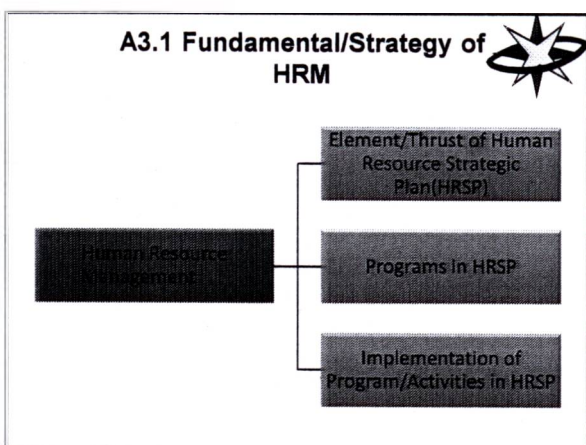 A3.1 Fundamental/Strategy of
HRM
Element/Thrust of Human
Resource Strategic
Plan(HRSP)
Human Resource
Management
Programs in HRSP
Implementation of
Program/Activities in HRSP